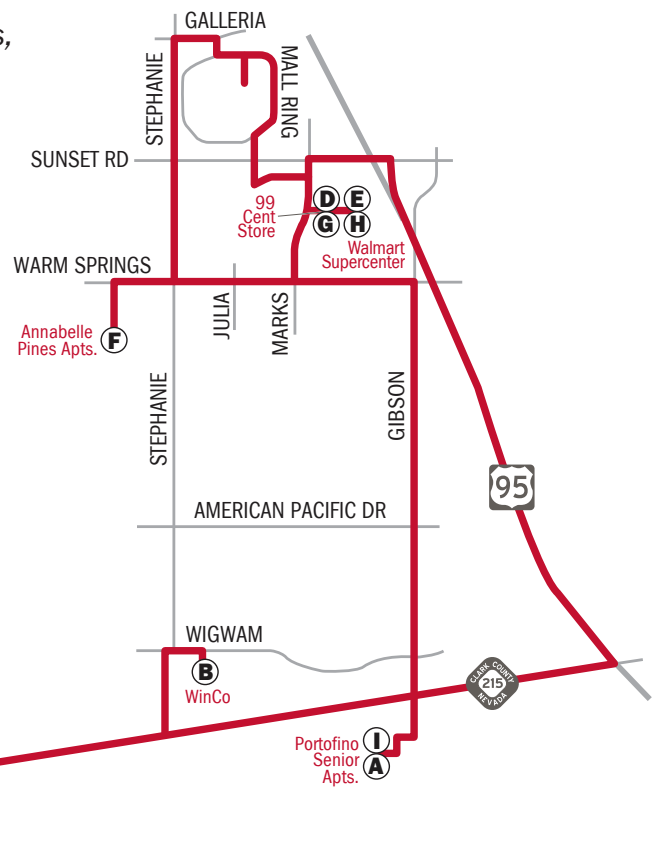 s,
GALLERIA
STEPHANIE
MALL RING
SUNSET RD
99
Cent
Store
D
E
G
H
Walmart
Supercenter
WARM SPRINGS
JULIA
MARKS
Annabelle
Pines Apts.
F
STEPHANIE
GIBSON
95
AMERICAN PACIFIC DR
WIGWAM
B
WinCo
CLARK COUNTY
215
NEVADA
Portofino
Senior
Apts.
I
A